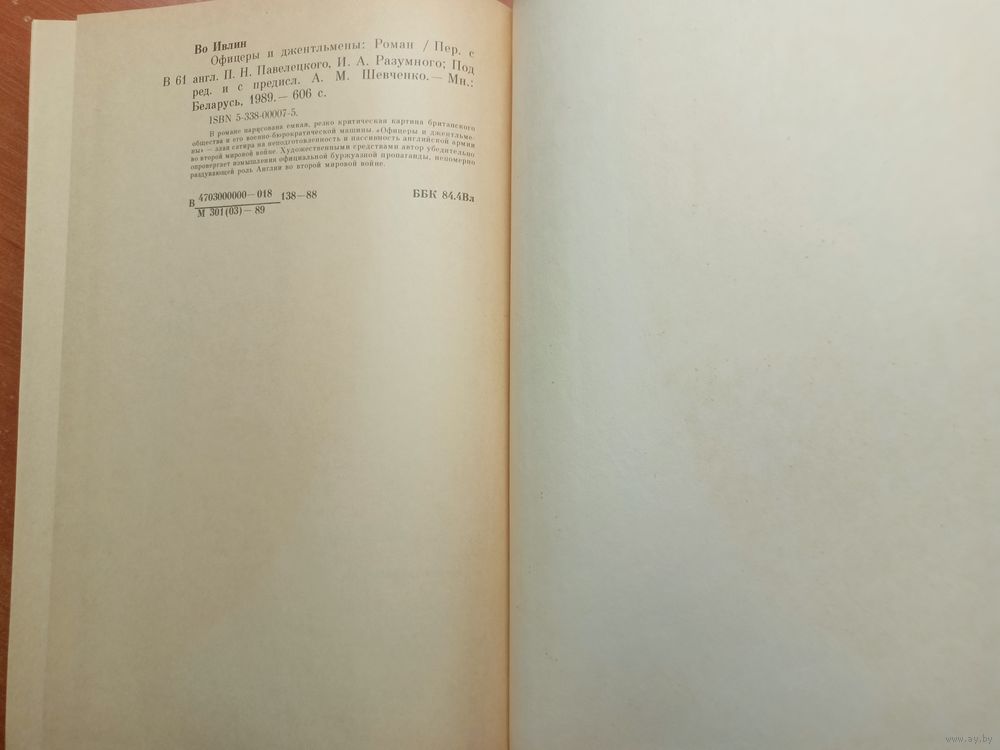 Во Ивлин
Офицеры и джентльмены: Роман / Пер. с
В 61 англ. П. Н. Павелецкого, И. А. Разумного; Под
ред. и с предисл. А. М. Шевченко.— Мн.:
Беларусь, 1989.— 606 с.
ISBN 5-338-00007-5.
В романе нарисована емкая, резко критическая картина британского
общества и его военно-бюрократической машины. «Офицеры и джентльме-
ны» — злая сатира на неподготовленность и пассивность английской армии
во второй мировой войне. Художественными средствами автор убедительно
опровергает измышления официальной буржуазной пропаганды, непомерно
раздувающей роль Англии во второй мировой войне.
В 4703000000—018 138—88 ББК 84.4Вл
М 301(03)—89
www.ay.by